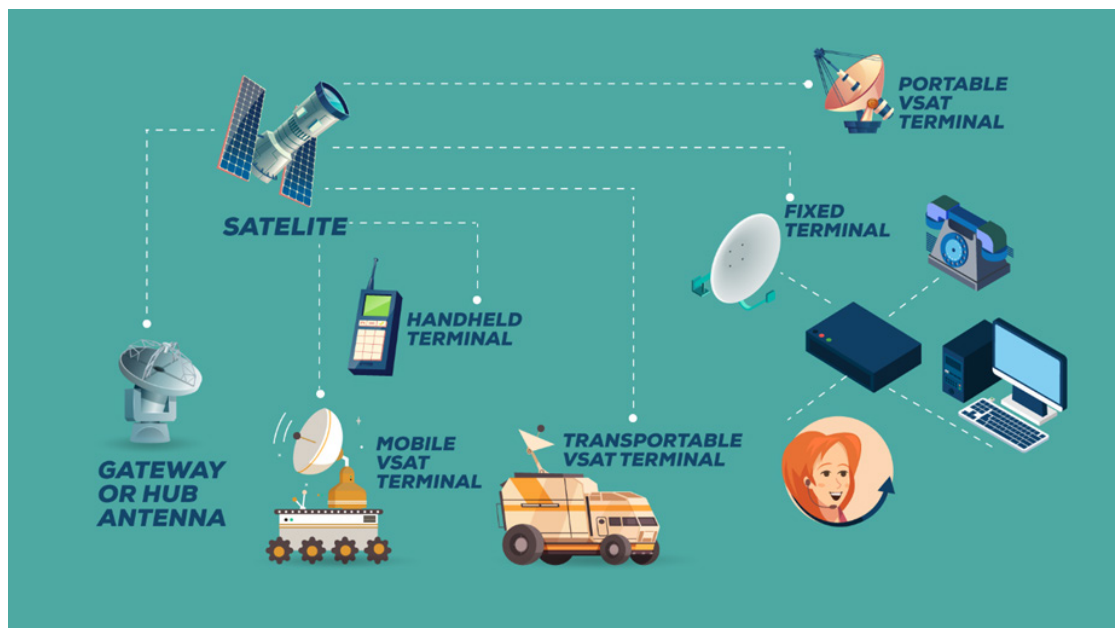 PORTABLE
VSAT
TERMINAL
SATELITE
FIXED
TERMINAL
HANDHELD
TERMINAL
GATEWAY
OR HUB
ANTENNA
MOBILE
VSAT
TERMINAL
TRANSPORTABLE
VSAT TERMINAL